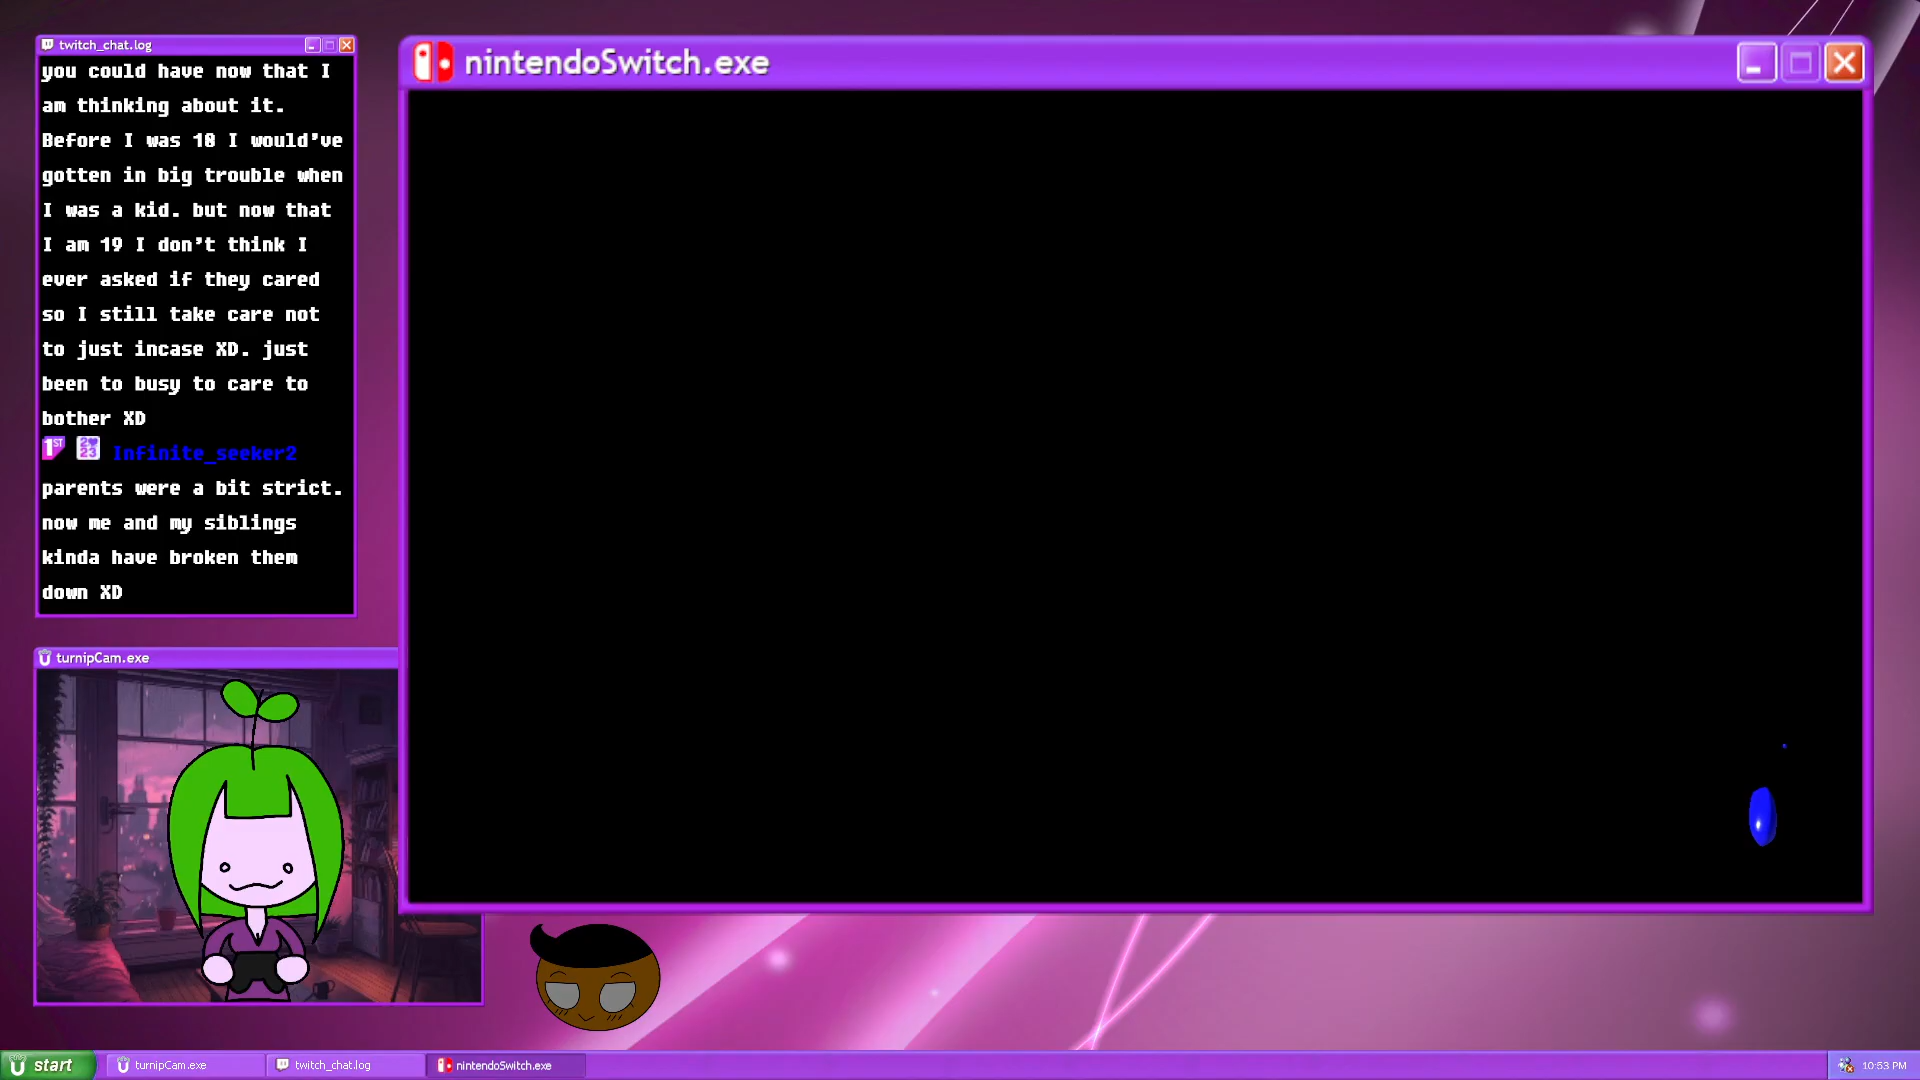 twitch_chat.log
you could have now that I
am thinking about it.
Before I was 18 I would've
gotten in big trouble when
I was a kid. but now that
I am 19 I don't think I
ever asked if they cared
so I still take care not
to just incase XD. just
been to busy to care to
bother XD
1ST 2023 Infinite_seeker2
parents were a bit strict.
now me and my siblings
kinda have broken them
down XD
nintendoSwitch.exe
turnipCam.exe
start
turnipCam.exe
twitch_chat.log
nintendoSwitch.exe
10:53 PM